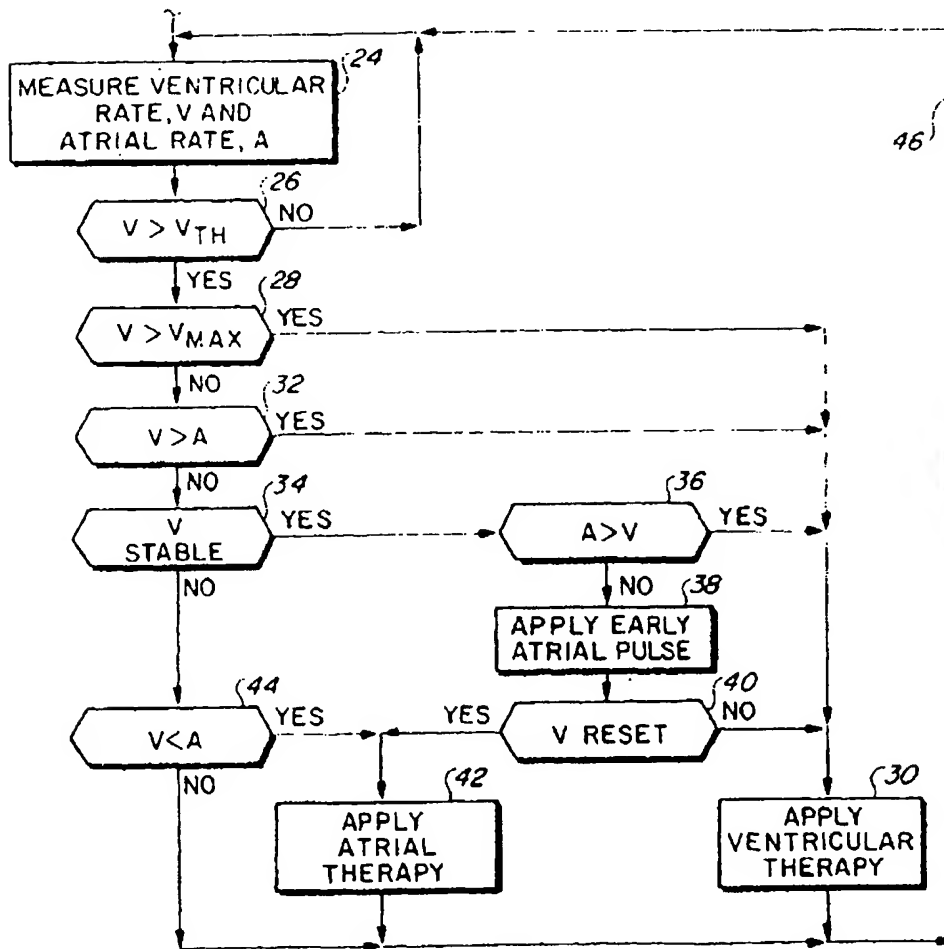 24
MEASURE VENTRICULAR
RATE, V AND
ATRIAL RATE, A
46
26
V > V TH
NO
YES
28
V > V MAX
YES
NO
32
V > A
YES
NO
34
V
STABLE
YES
NO
36
A > V
YES
NO
38
APPLY EARLY
ATRIAL PULSE
40
V RESET
YES
NO
44
V < A
YES
NO
42
APPLY
ATRIAL
THERAPY
30
APPLY
VENTRICULAR
THERAPY